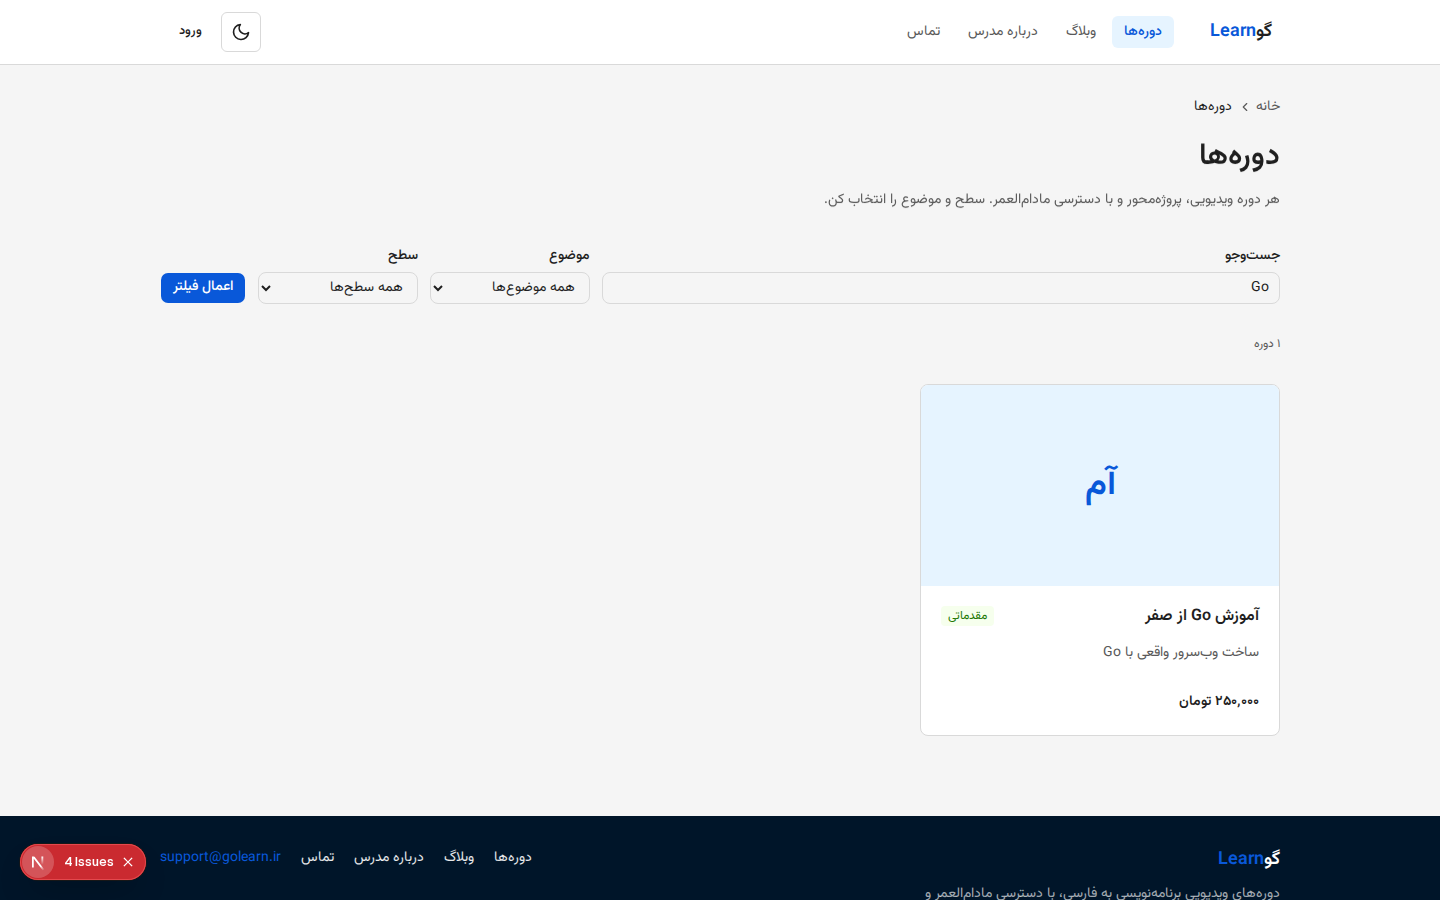 گوLearn
دوره‌ها
وبلاگ
درباره مدرس
تماس
ورود
خانه › دوره‌ها
دوره‌ها
هر دوره ویدیویی، پروژه‌محور و با دسترسی مادام‌العمر. سطح و موضوع را انتخاب کن.
جست‌وجو
Go
موضوع
همه موضوع‌ها
سطح
همه سطح‌ها
اعمال فیلتر
۱ دوره
آم
آموزش Go از صفر
مقدماتی
ساخت وب‌سرور واقعی با Go
۲۵۰,۰۰۰ تومان
گوLearn
دوره‌های ویدیویی برنامه‌نویسی به فارسی، با دسترسی مادام‌العمر و
دوره‌ها
وبلاگ
درباره مدرس
تماس
support@golearn.ir
4 Issues